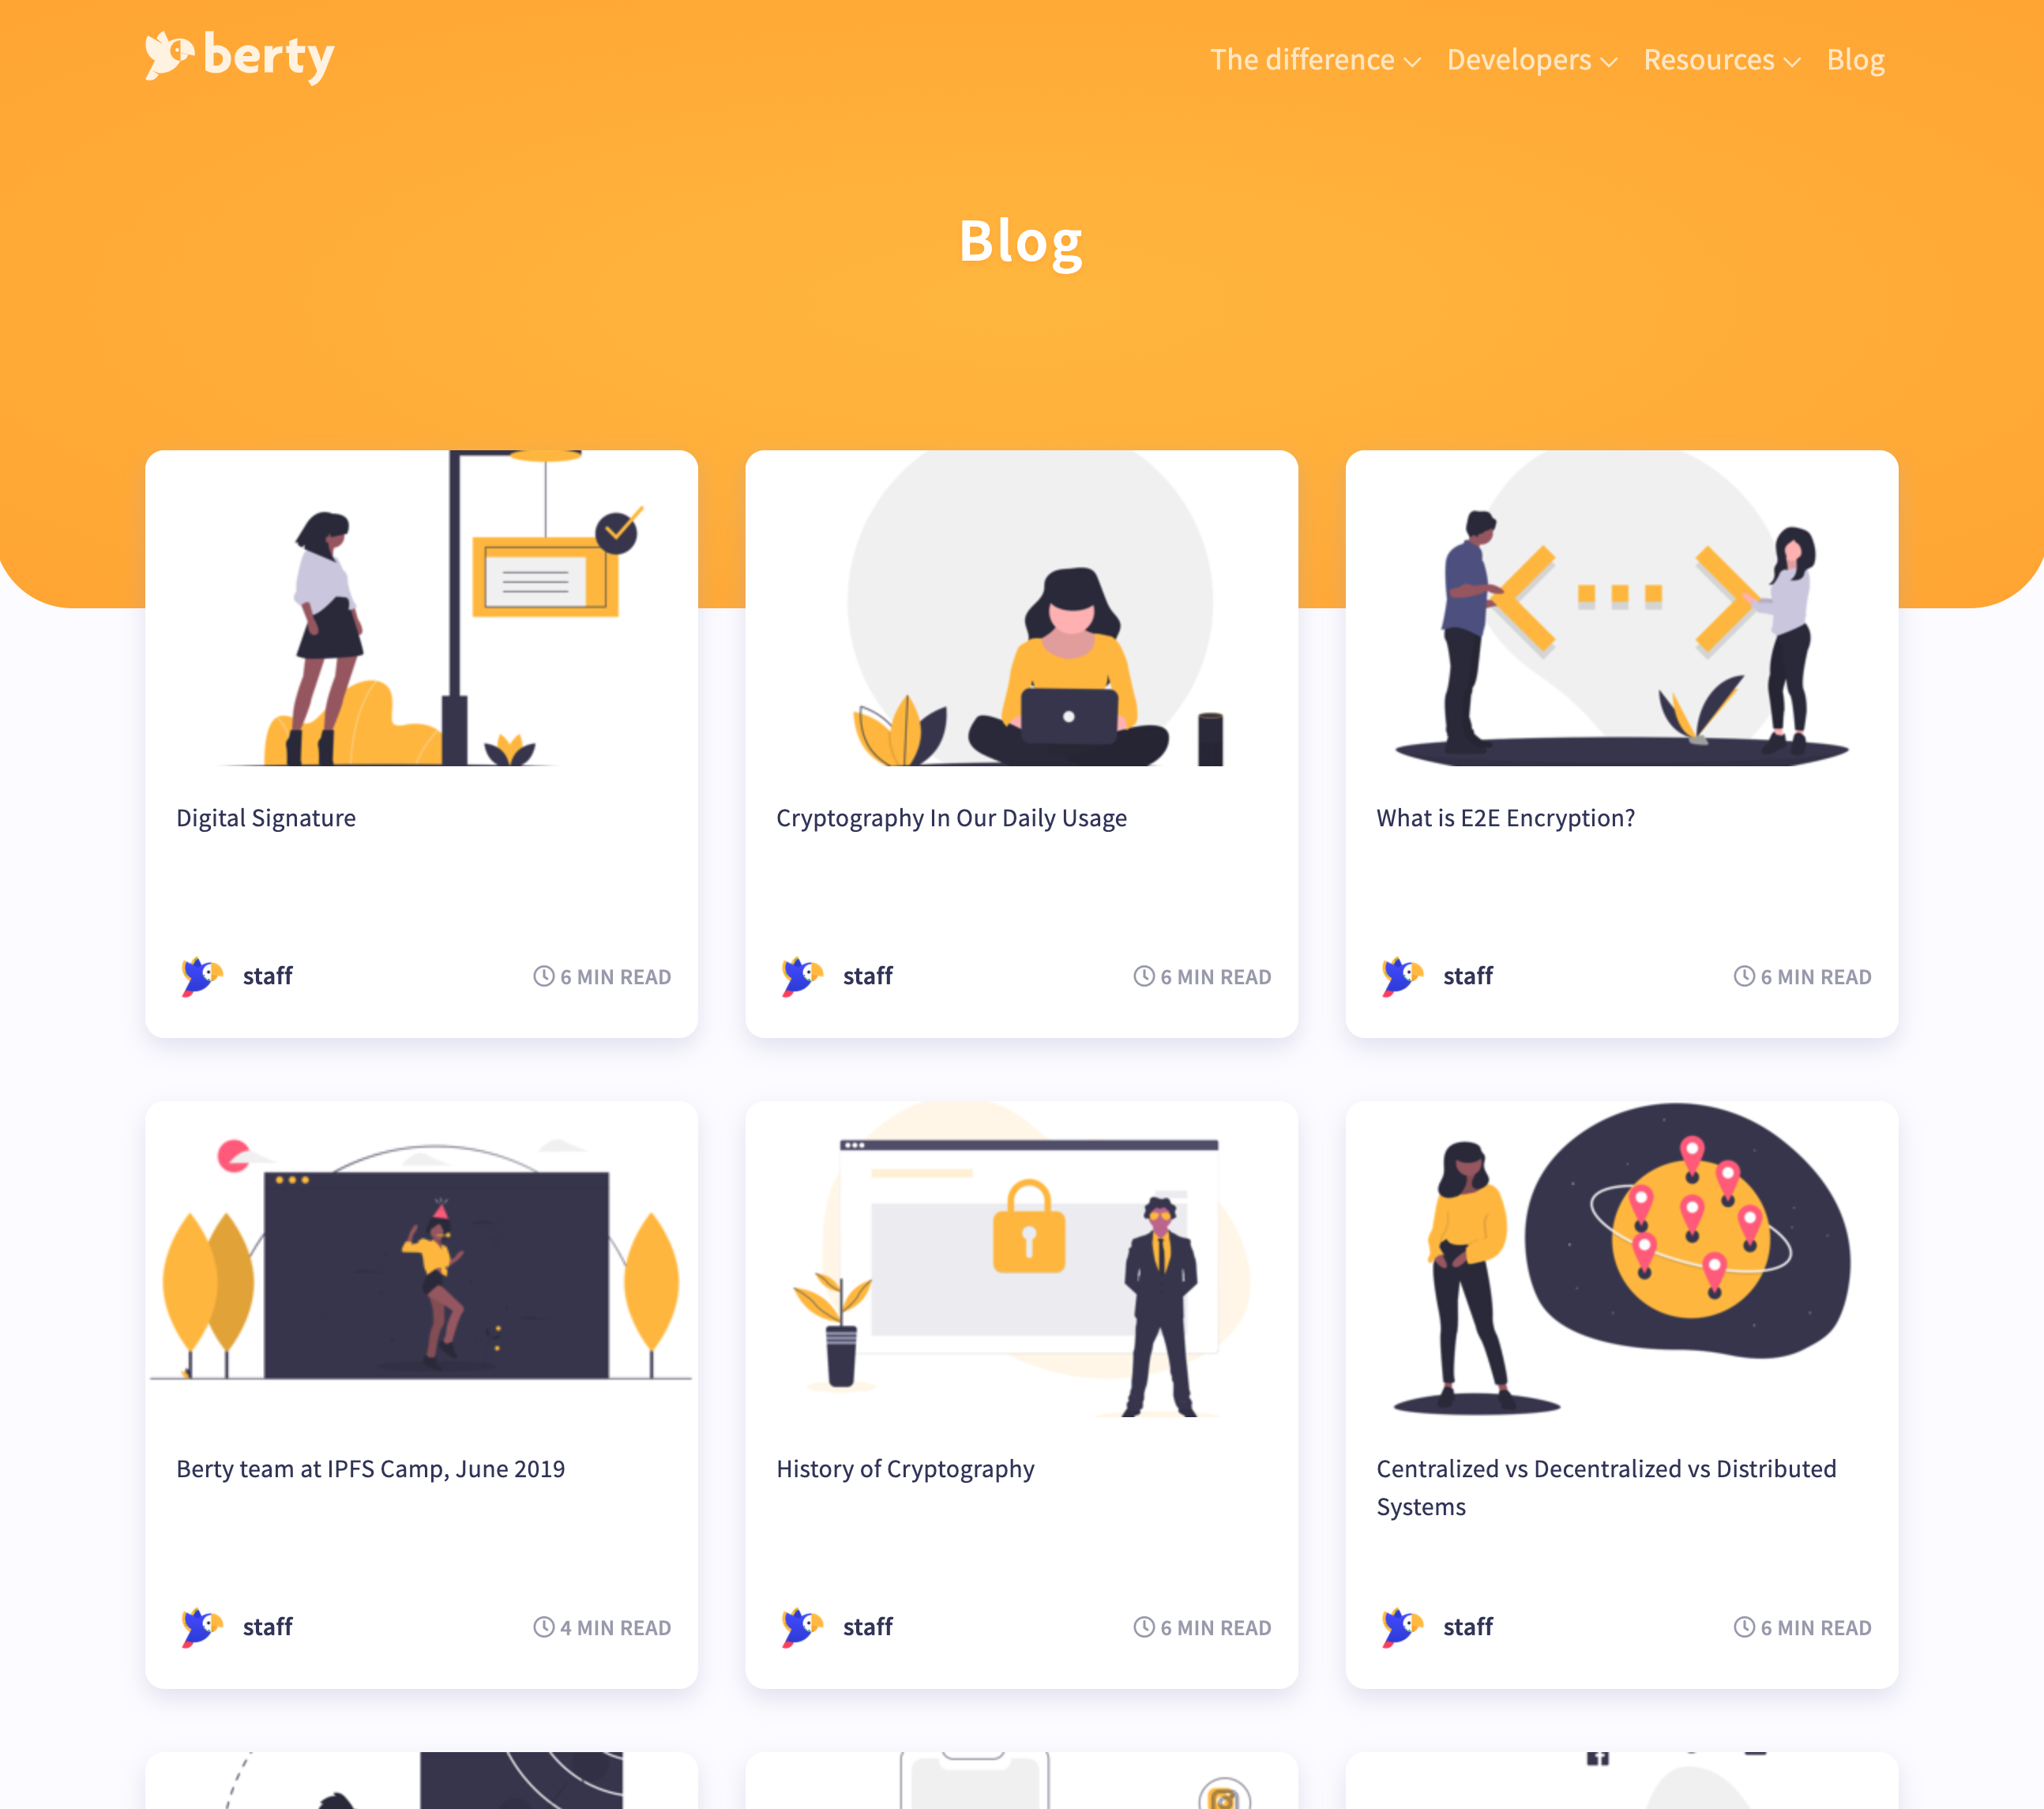 berty
The difference
Developers
Resources
Blog
Blog
Digital Signature
staff
6 MIN READ
Cryptography In Our Daily Usage
staff
6 MIN READ
What is E2E Encryption?
staff
6 MIN READ
Berty team at IPFS Camp, June 2019
staff
4 MIN READ
History of Cryptography
staff
6 MIN READ
Centralized vs Decentralized vs Distributed
Systems
staff
6 MIN READ